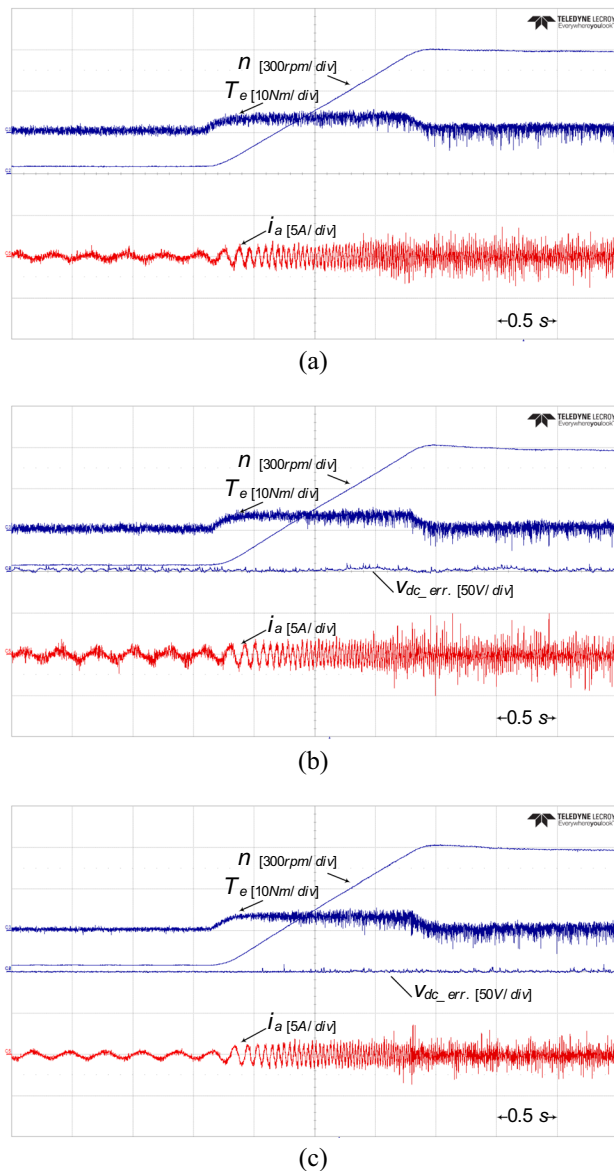 TELEDYNE LECROY
Everywhereyoulook
n [300rpm/div]
Te [10Nm/div]
ia [5A/div]
0.5 s
(a)
TELEDYNE LECROY
Everywhereyoulook
n [300rpm/div]
Te [10Nm/div]
vdc_err. [50V/div]
ia [5A/div]
0.5 s
(b)
TELEDYNE LECROY
Everywhereyoulook
n [300rpm/div]
Te [10Nm/div]
vdc_err. [50V/div]
ia [5A/div]
0.5 s
(c)